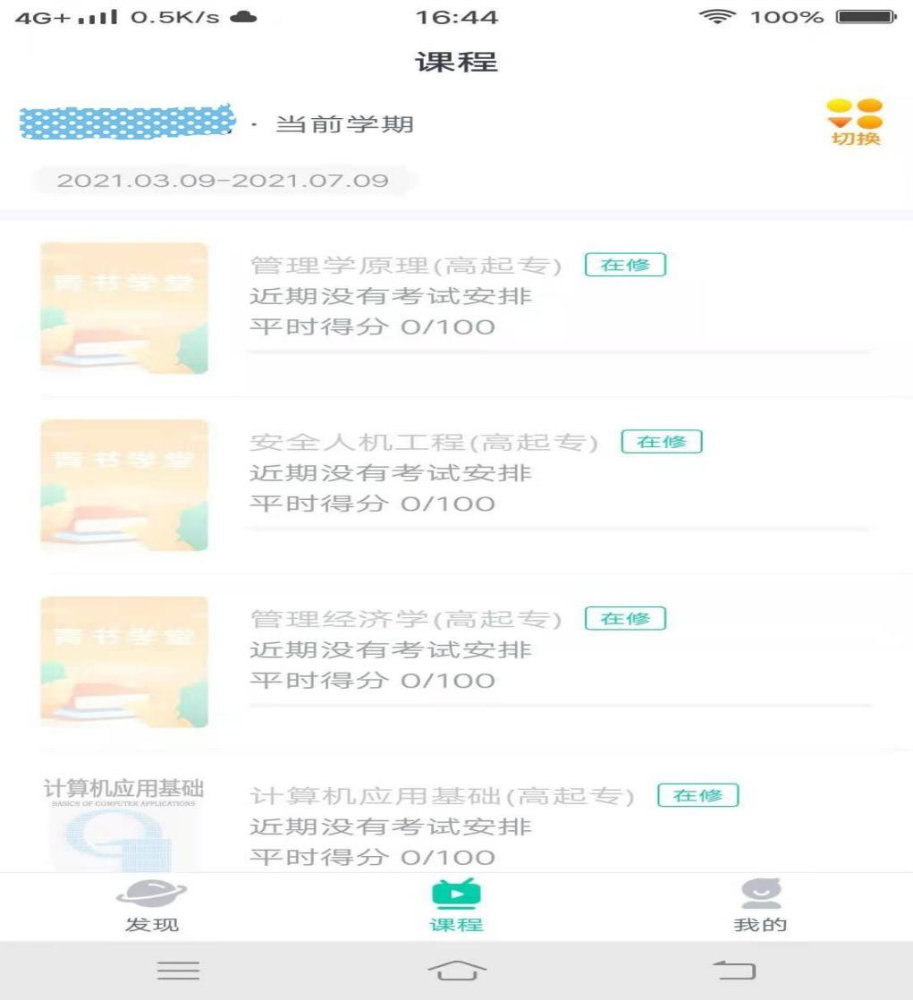 4G+ 0.5K/s 16:44 100%
课程
· 当前学期
切换
2021.03.09-2021.07.09
青书学堂
管理学原理(高起专) 在修
近期没有考试安排
平时得分 0/100
青书学堂
安全人机工程(高起专) 在修
近期没有考试安排
平时得分 0/100
青书学堂
管理经济学(高起专) 在修
近期没有考试安排
平时得分 0/100
计算机应用基础
BASICS OF COMPUTER APPLICATIONS
计算机应用基础(高起专) 在修
近期没有考试安排
平时得分 0/100
发现 课程 我的